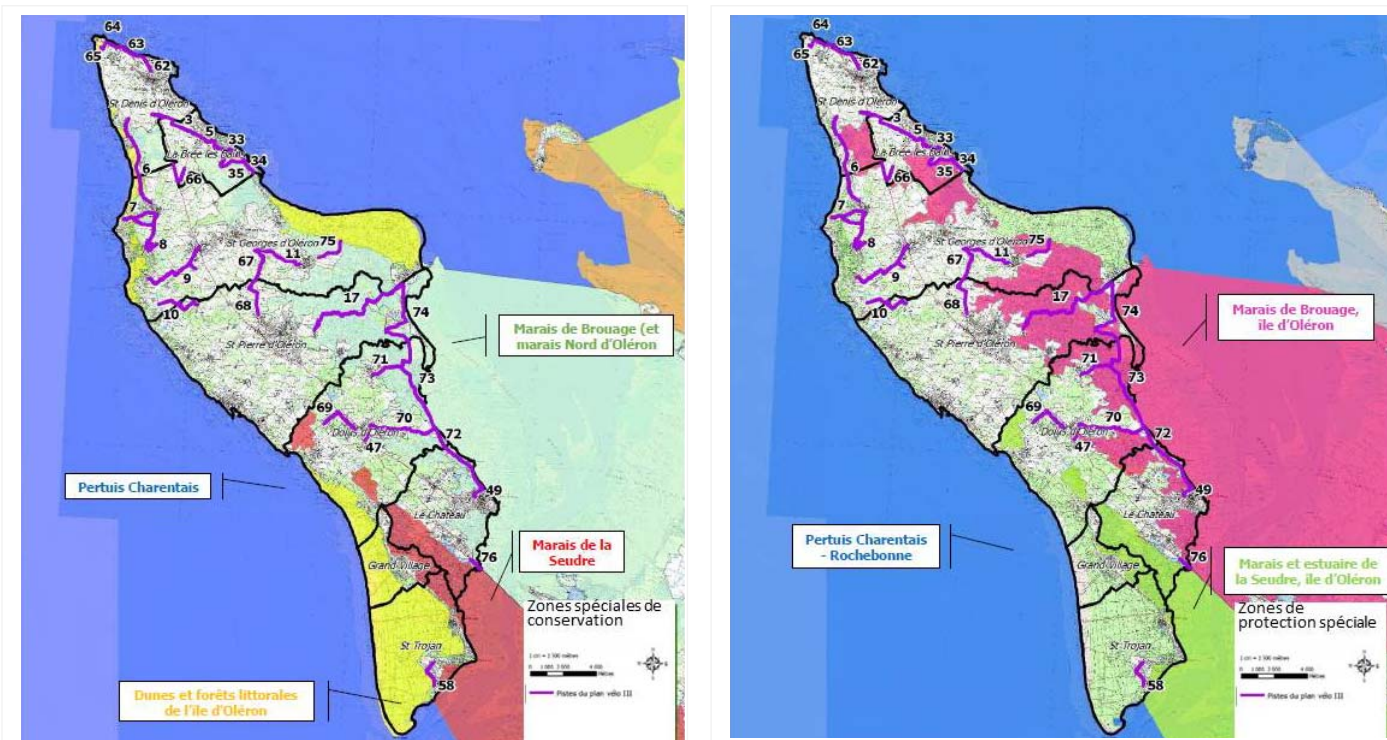 64
63
65
62
St Denis d'Oléron
3
5
33
La Brée les Bains
34
6
35
66
7
8
St Georges d'Oléron
75
67
11
9
17
10
68
74
St Pierre d'Oléron
Marais de Brouage (et
marais Nord d'Oléron
71
73
69
70
Dolus d'Oléron
72
47
Pertuis Charentais
49
Le Chateau
76
Marais de la
Seudre
Grand Village
Zones spéciales de
conservation
St Trojan
58
Pistes du plan vélo III
Dunes et forêts littorales
de l'île d'Oléron
64
63
65
62
St Denis d'Oléron
3
5
33
La Brée les Bains
34
6
35
66
7
8
St Georges d'Oléron
75
67
11
9
17
10
68
74
Marais de Brouage,
ile d'Oléron
St Pierre d'Oléron
71
73
69
70
Dolus d'Oléron
72
47
49
Le Chateau
Pertuis Charentais
- Rochebonne
76
Marais et estuaire de
la Seudre, ile d'Oléron
Grand Village
Zones de
protection spéciale
St Trojan
58
Pistes du plan vélo III